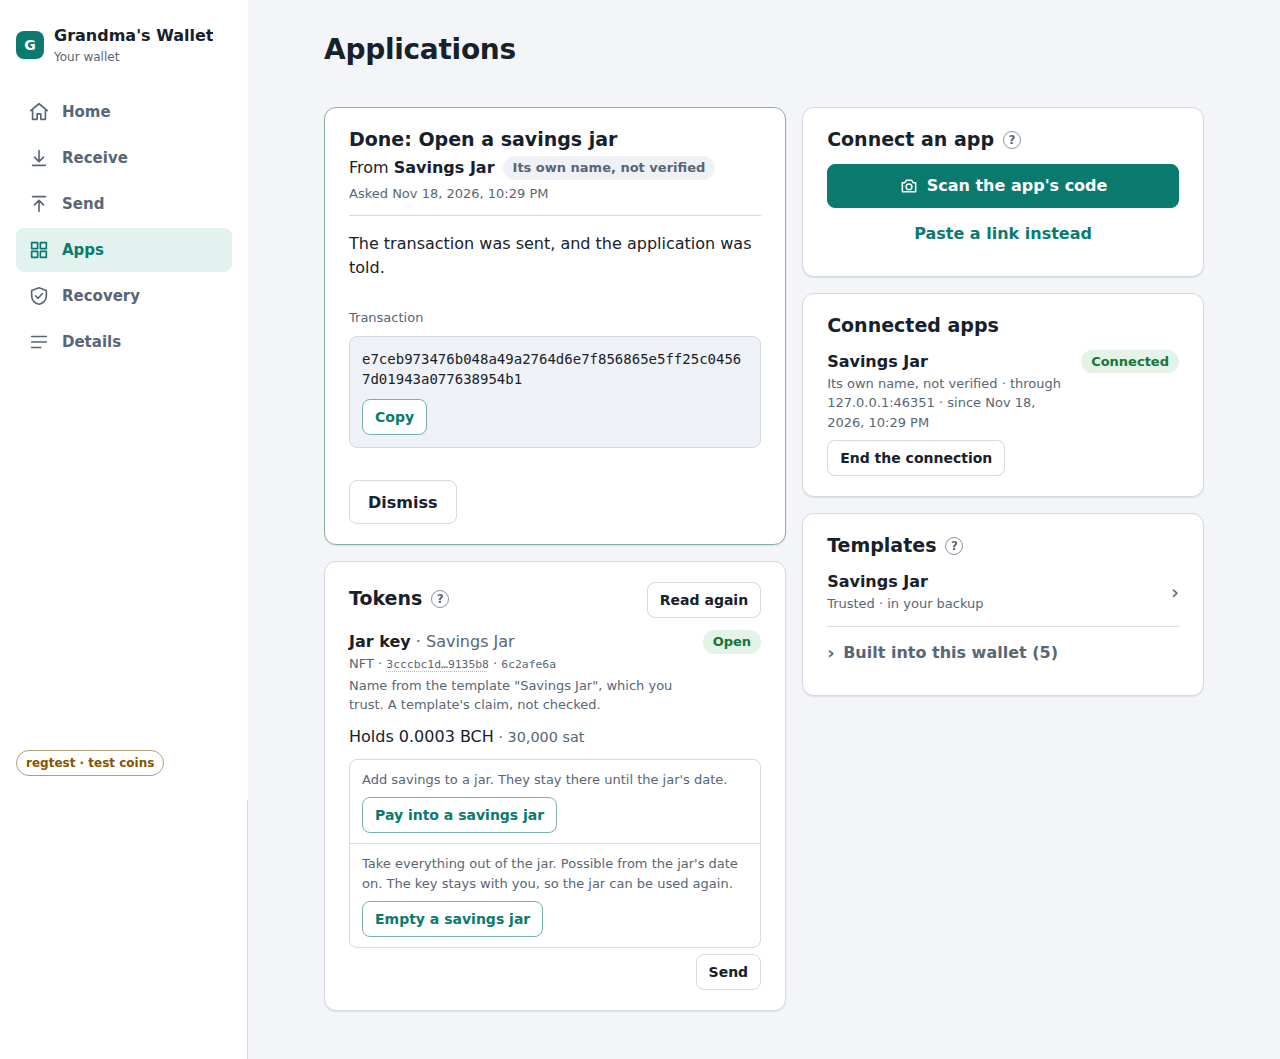 G
Grandma's Wallet
Your wallet
Home
Receive
Send
Apps
Recovery
Details
regtest · test coins
Applications
Done: Open a savings jar
From Savings Jar Its own name, not verified
Asked Nov 18, 2026, 10:29 PM
The transaction was sent, and the application was
told.
Transaction
e7ceb973476b048a49a2764d6e7f856865e5ff25c0456
7d01943a077638954b1
Copy
Dismiss
Tokens ?
Read again
Jar key · Savings Jar
Open
NFT · 3cccbc1d…9135b8 · 6c2afe6a
Name from the template "Savings Jar", which you
trust. A template's claim, not checked.
Holds 0.0003 BCH · 30,000 sat
Add savings to a jar. They stay there until the jar's date.
Pay into a savings jar
Take everything out of the jar. Possible from the jar's date
on. The key stays with you, so the jar can be used again.
Empty a savings jar
Send
Connect an app ?
Scan the app's code
Paste a link instead
Connected apps
Savings Jar
Connected
Its own name, not verified · through
127.0.0.1:46351 · since Nov 18,
2026, 10:29 PM
End the connection
Templates ?
Savings Jar
Trusted · in your backup
›
› Built into this wallet (5)